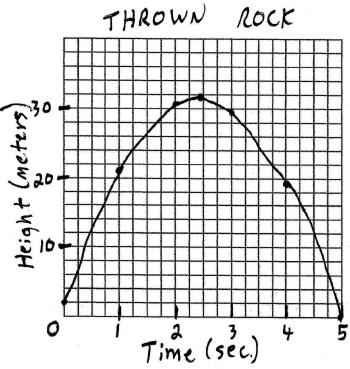 THROWN ROCK
Height (meters)
30
20
10
0 1 2 3 4 5
Time (sec.)